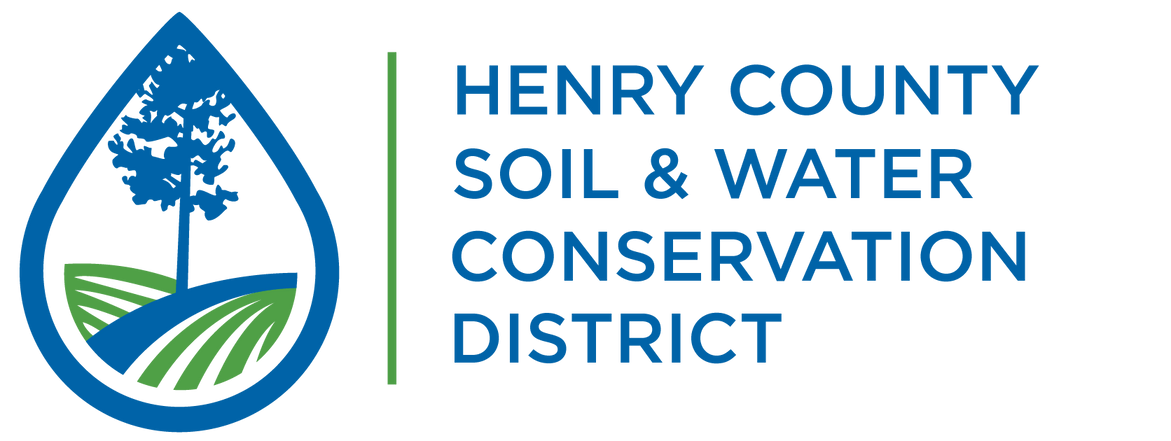 HENRY COUNTY
SOIL & WATER
CONSERVATION
DISTRICT